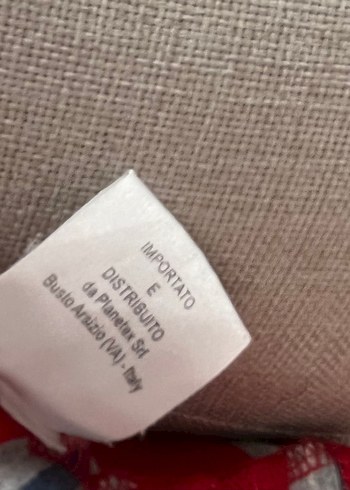 IMPORTATO
E
DISTRIBUITO
da Planetex Srl
Busto Arsizio (VA) - Italy